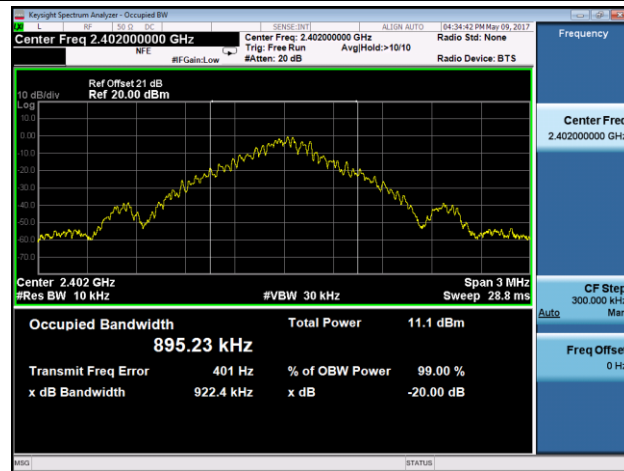 Keysight Spectrum Analyzer - Occupied BW
L RF 50 Ω DC SENSE:INT ALIGN AUTO 04:34:42 PM May 09, 2017
Center Freq 2.402000000 GHz
NFE
#IFGain:Low
Center Freq: 2.402000000 GHz
Trig: Free Run Avg|Hold:>10/10
#Atten: 20 dB
Radio Std: None
Radio Device: BTS
Ref Offset 21 dB
10 dB/div Ref 20.00 dBm
Log
10.0
0.00
-10.0
-20.0
-30.0
-40.0
-50.0
-60.0
-70.0
Center 2.402 GHz Span 3 MHz
#Res BW 10 kHz #VBW 30 kHz Sweep 28.8 ms
Occupied Bandwidth Total Power 11.1 dBm
895.23 kHz
Transmit Freq Error 401 Hz % of OBW Power 99.00 %
x dB Bandwidth 922.4 kHz x dB -20.00 dB
MSG STATUS
Frequency
Center Freq
2.402000000 GHz
CF Step
300.000 kHz
Auto Man
Freq Offset
0 Hz